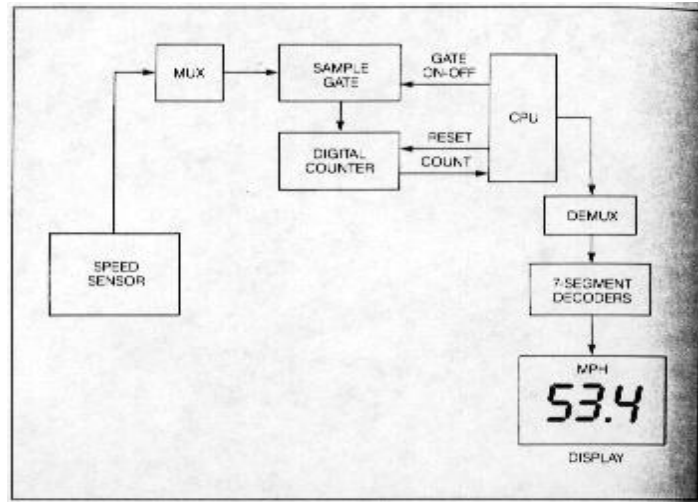 MUX
SAMPLE
GATE
GATE
ON-OFF
CPU
DIGITAL
COUNTER
RESET
COUNT
SPEED
SENSOR
DEMUX
7-SEGMENT
DECODERS
MPH
53.4
DISPLAY